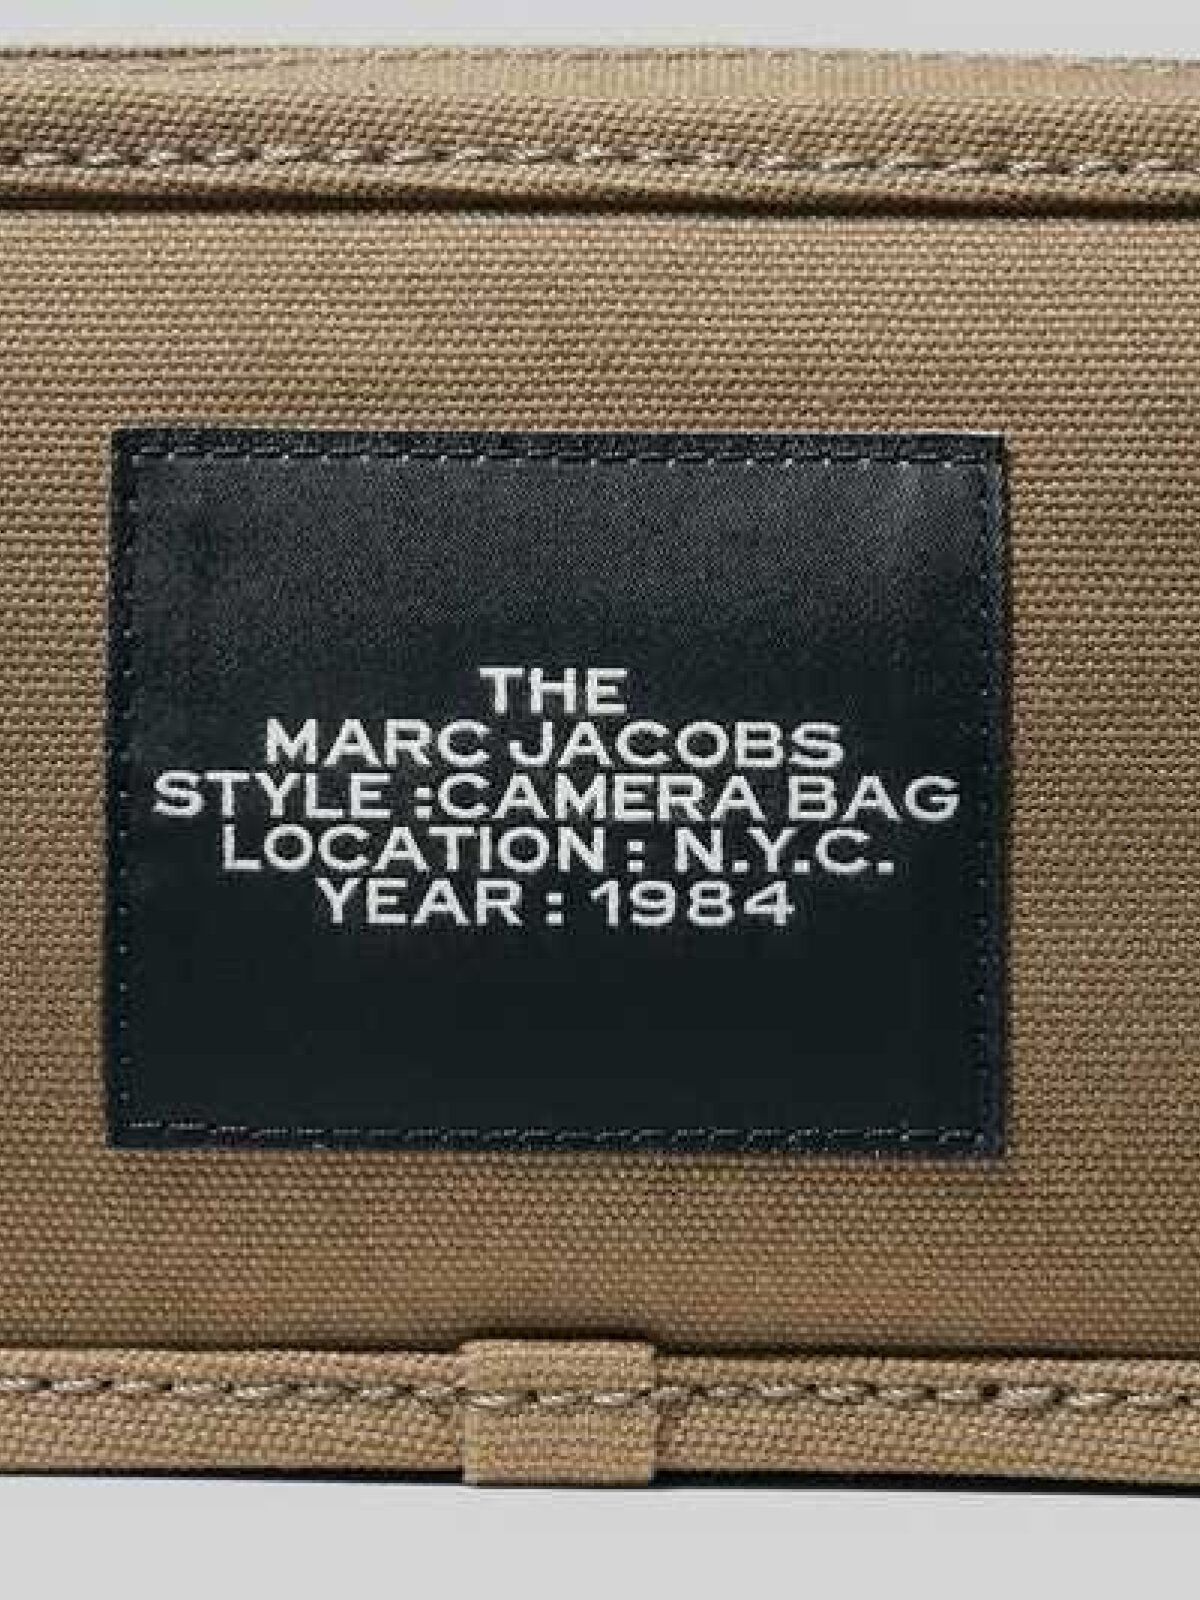 THE
MARC JACOBS
STYLE :CAMERA BAG
LOCATION : N.Y.C.
YEAR : 1984